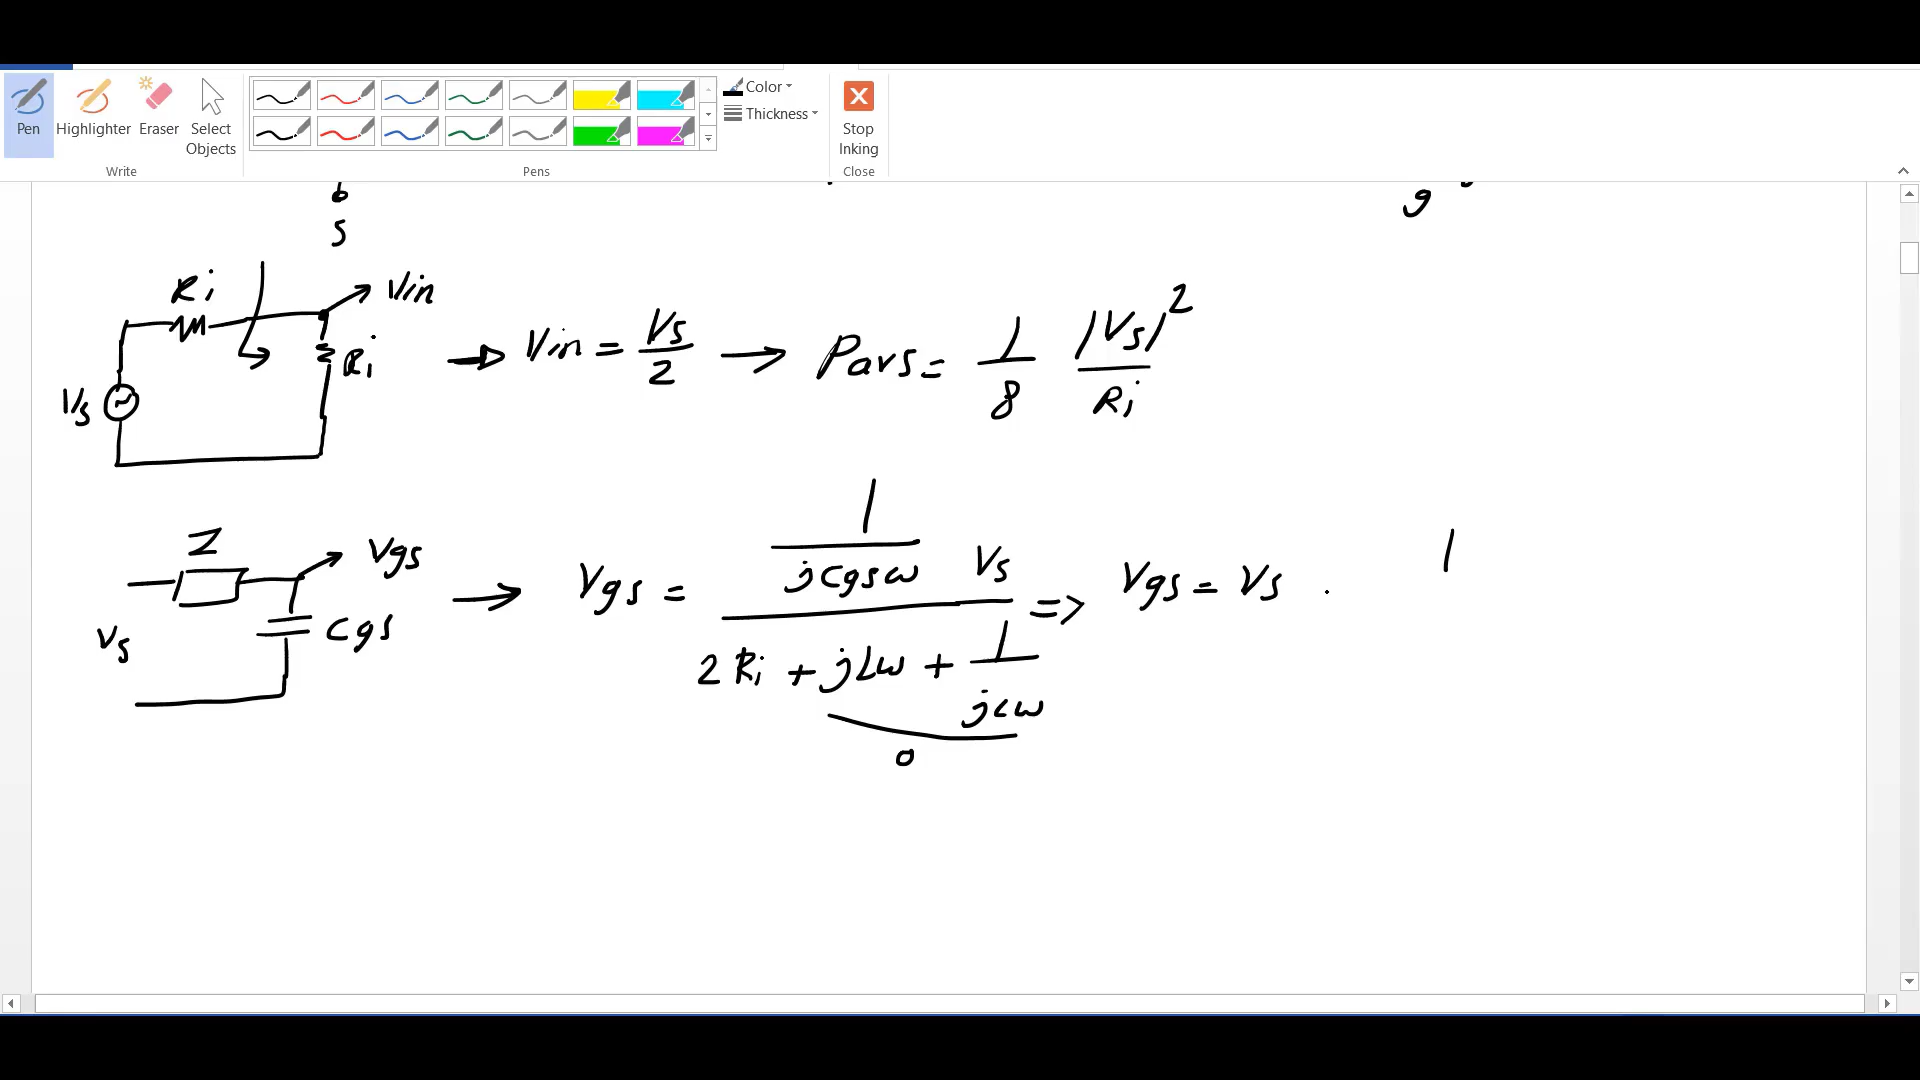 Color
Thickness
Pen
Highlighter
Eraser
Select Objects
Stop Inking
Write
Pens
Close
b
s
g
Ri
Vin
Vs
Ri
Vin = Vs/2
Pavs = 1/8 |Vs|²/Ri
Z
Vgs
Vs
Cgs
Vgs = (1/(jCgsω) Vs)/(2Ri + jLω + 1/(jCω)) => Vgs = Vs . 1
0